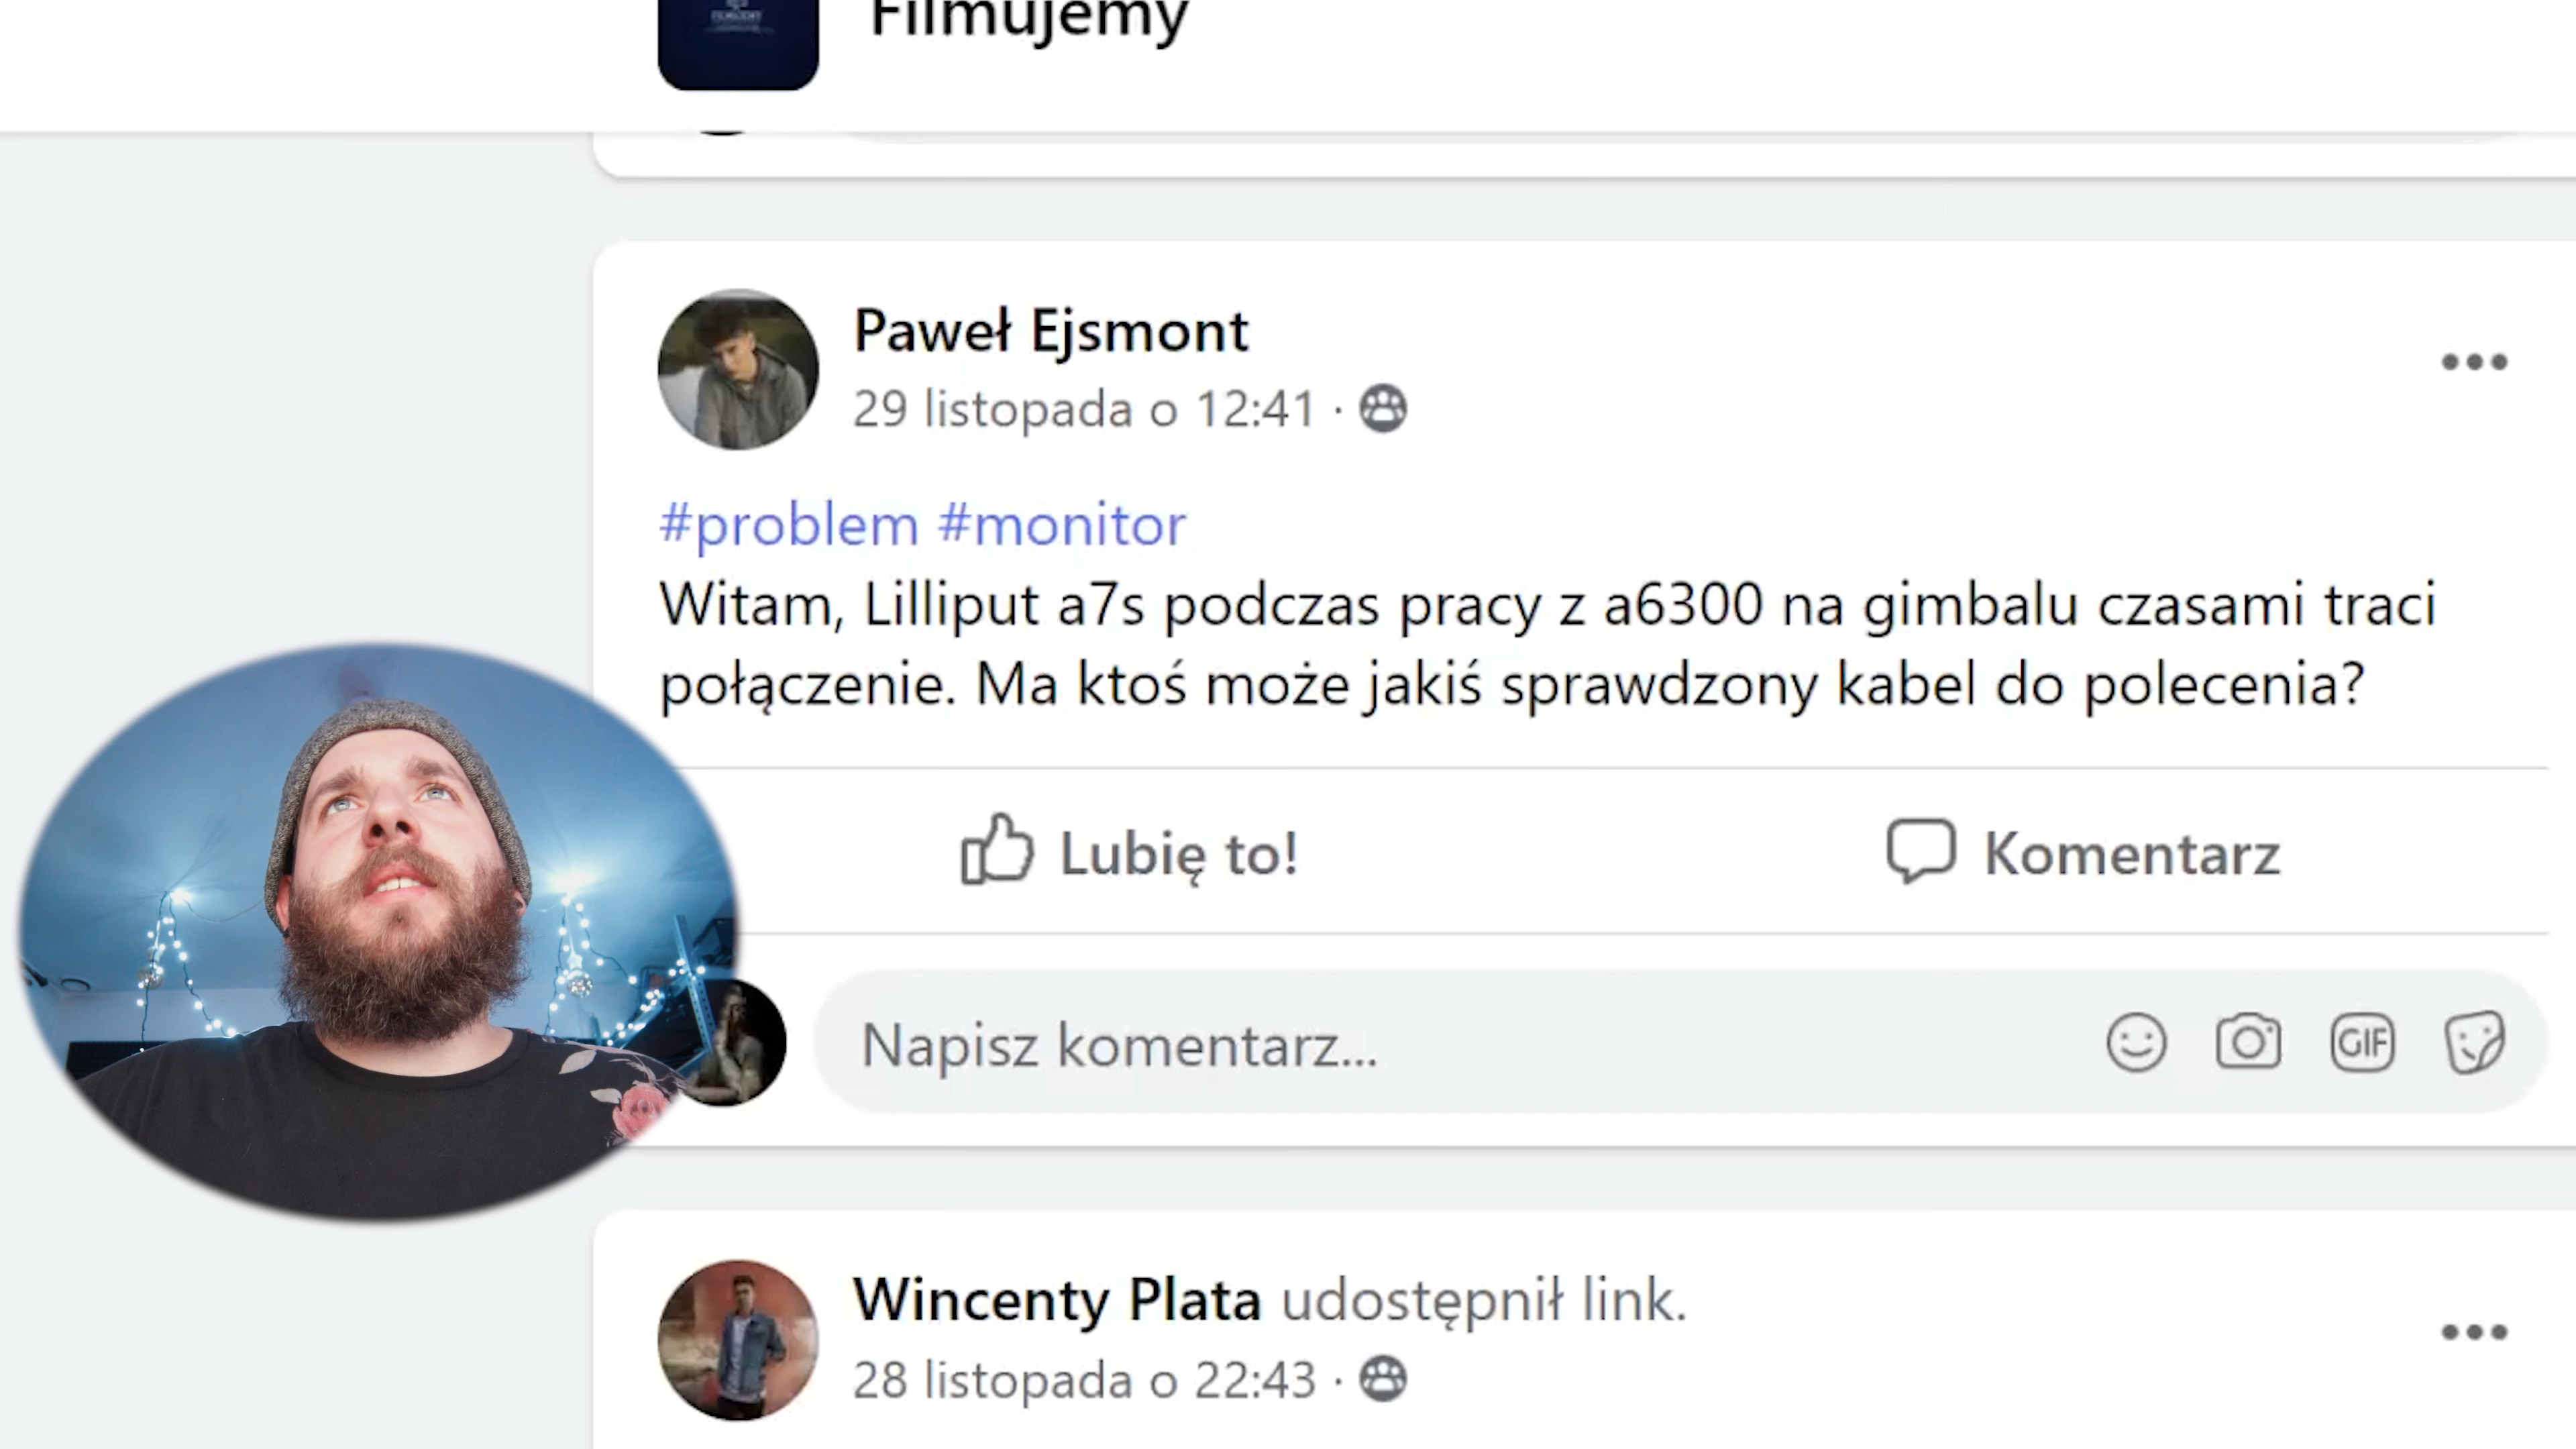 Filmujemy
Paweł Ejsmont
29 listopada o 12:41 ·
#problem #monitor
Witam, Lilliput a7s podczas pracy z a6300 na gimbalu czasami traci
połączenie. Ma ktoś może jakiś sprawdzony kabel do polecenia?
Lubię to! Komentarz
Napisz komentarz... GIF
Wincenty Plata udostępnił link.
28 listopada o 22:43 ·